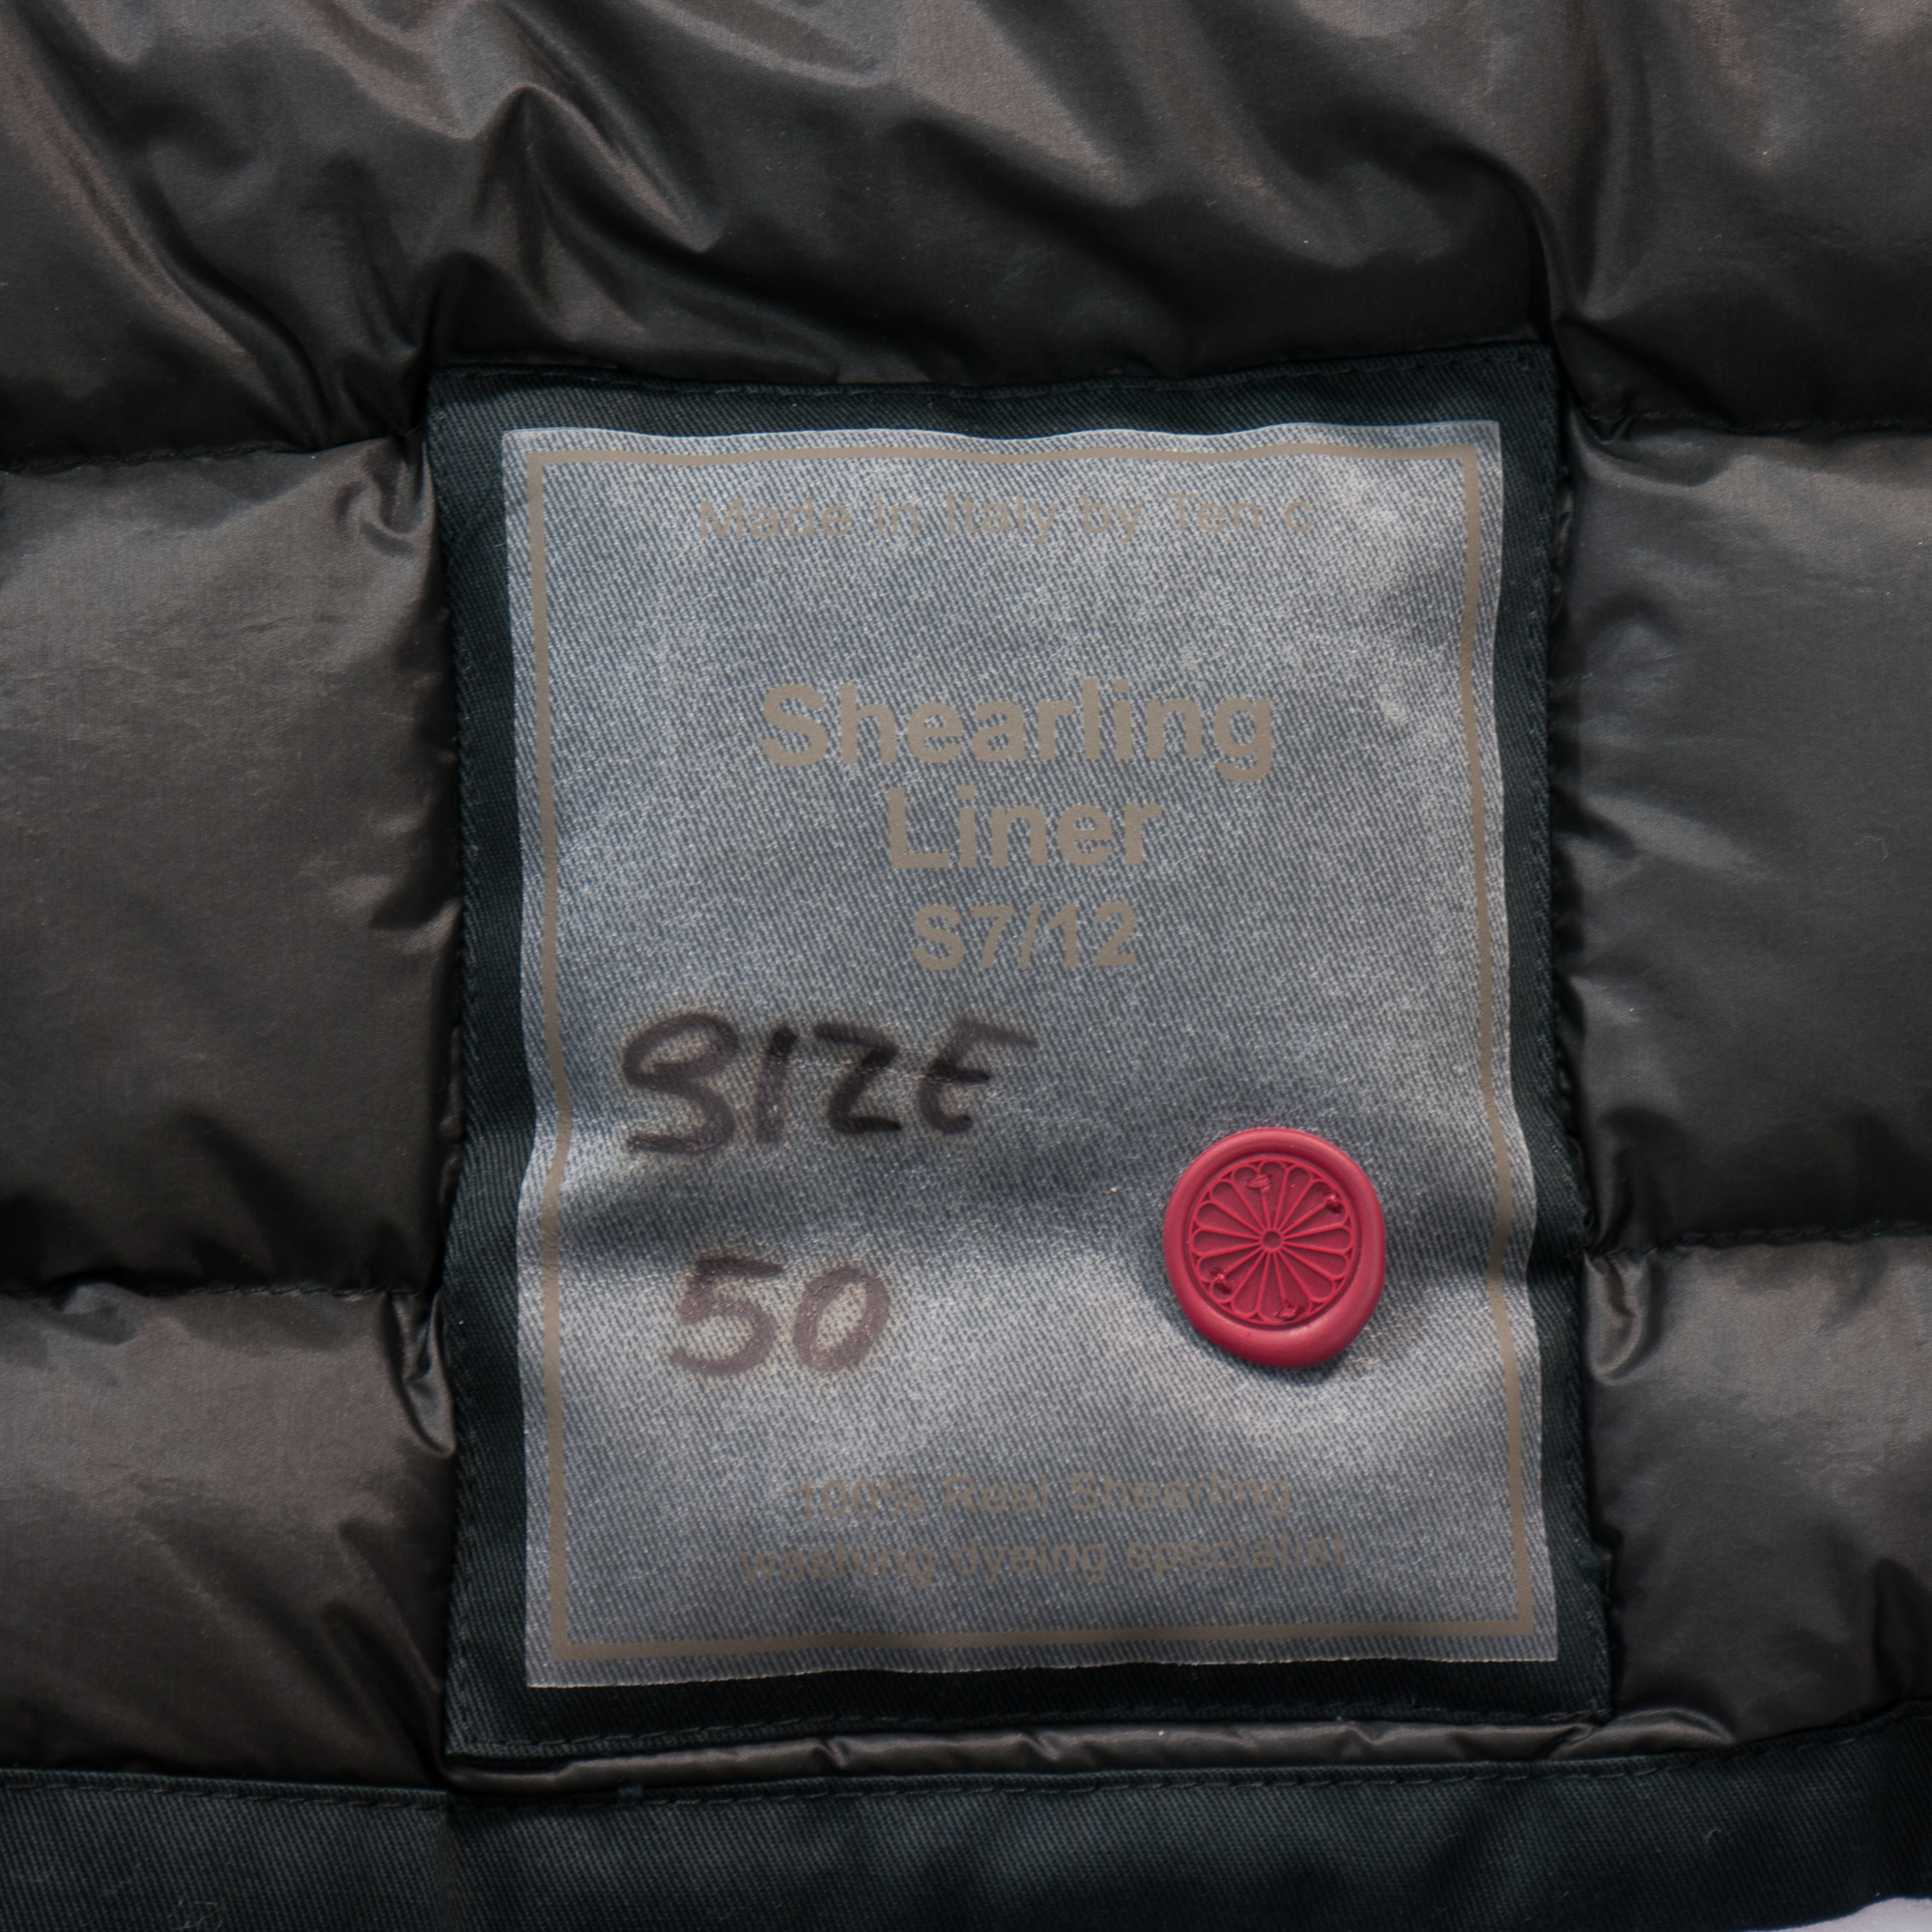 Made in Italy by Ten c
Shearling
Liner
S7/12
SIZE
50
100% Real Shearling
washing dyeing specialist